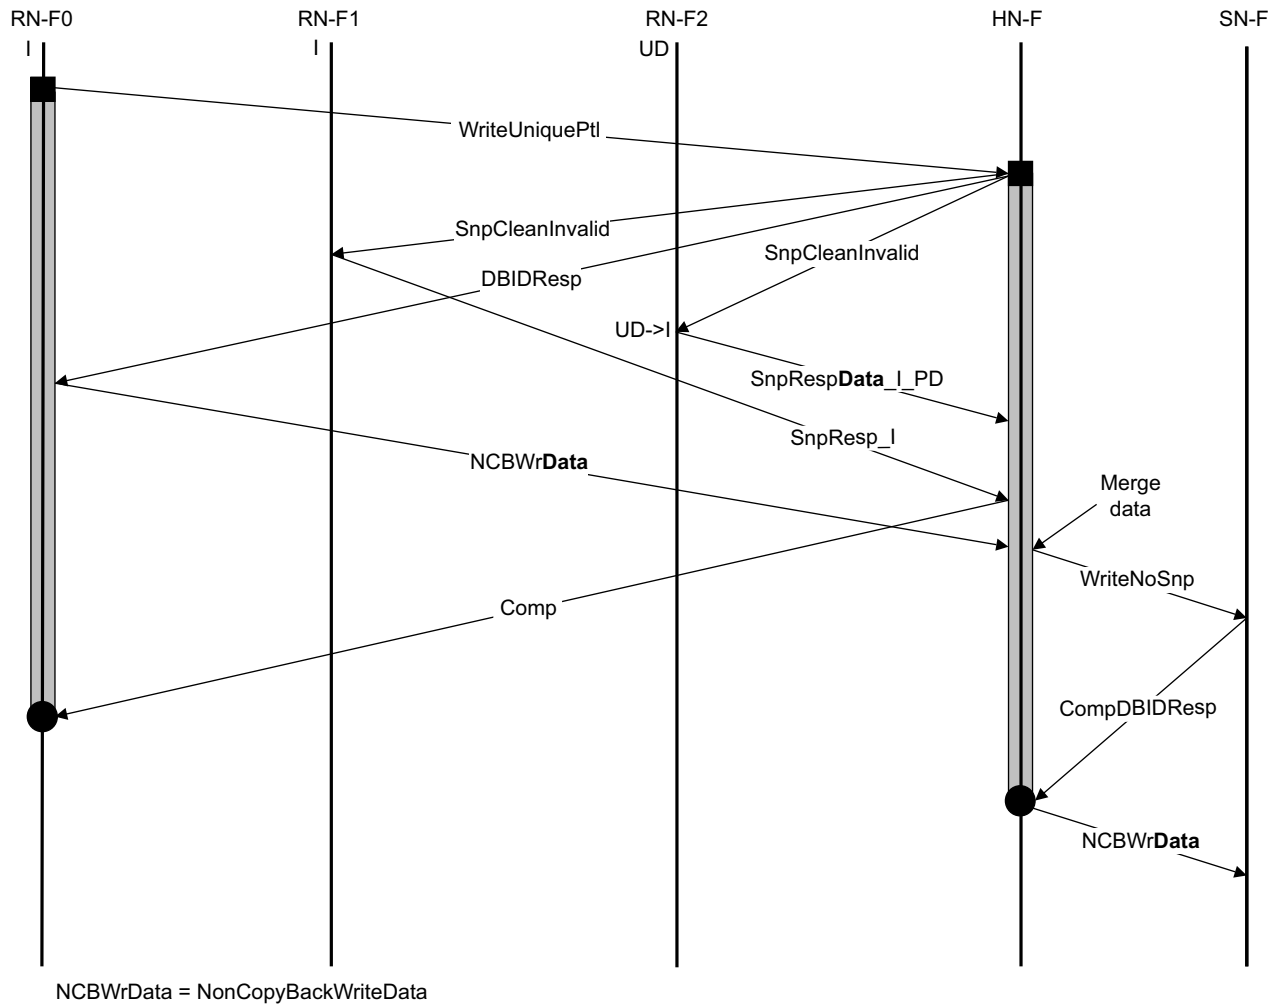 RN-F0 RN-F1 RN-F2 HN-F SN-F
I I UD
WriteUniquePtl
SnpCleanInvalid
SnpCleanInvalid
DBIDResp
UD->I
SnpRespData_I_PD
SnpResp_I
NCBWrData
Merge
data
WriteNoSnp
Comp
CompDBIDResp
NCBWrData
NCBWrData = NonCopyBackWriteData